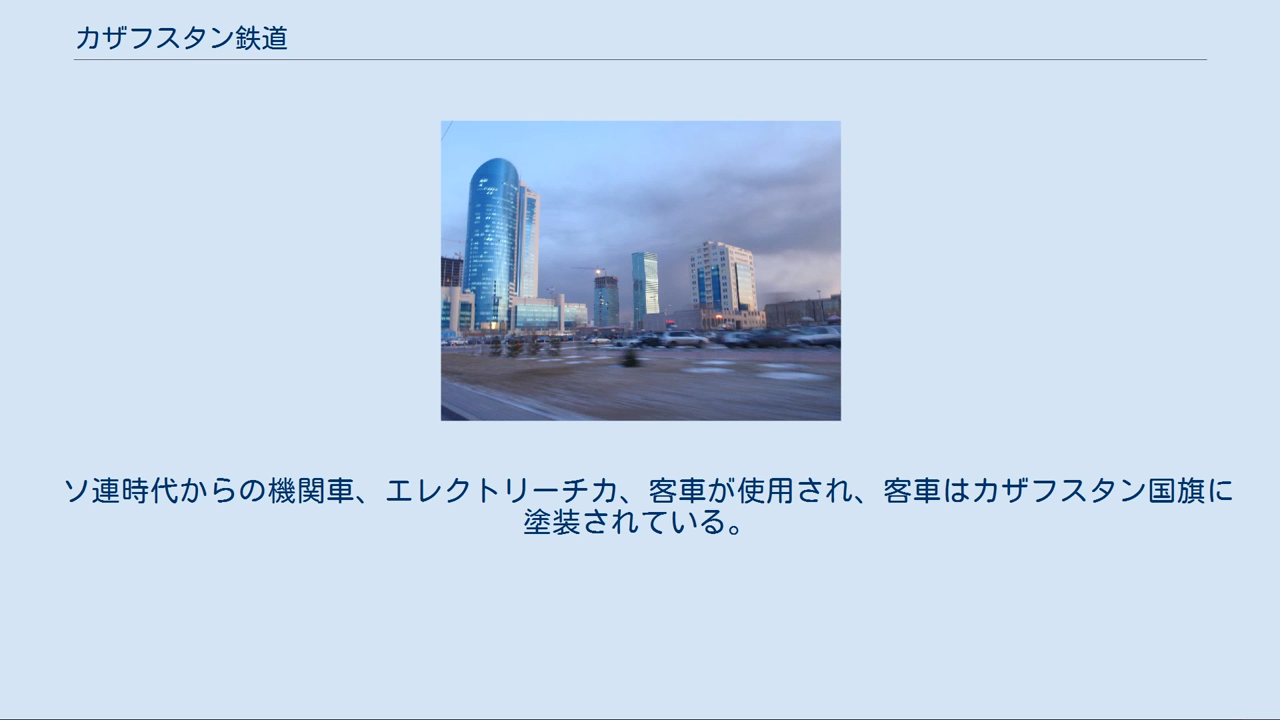 カザフスタン鉄道
ソ連時代からの機関車、エレクトリーチカ、客車が使用され、客車はカザフスタン国旗に
塗装されている。